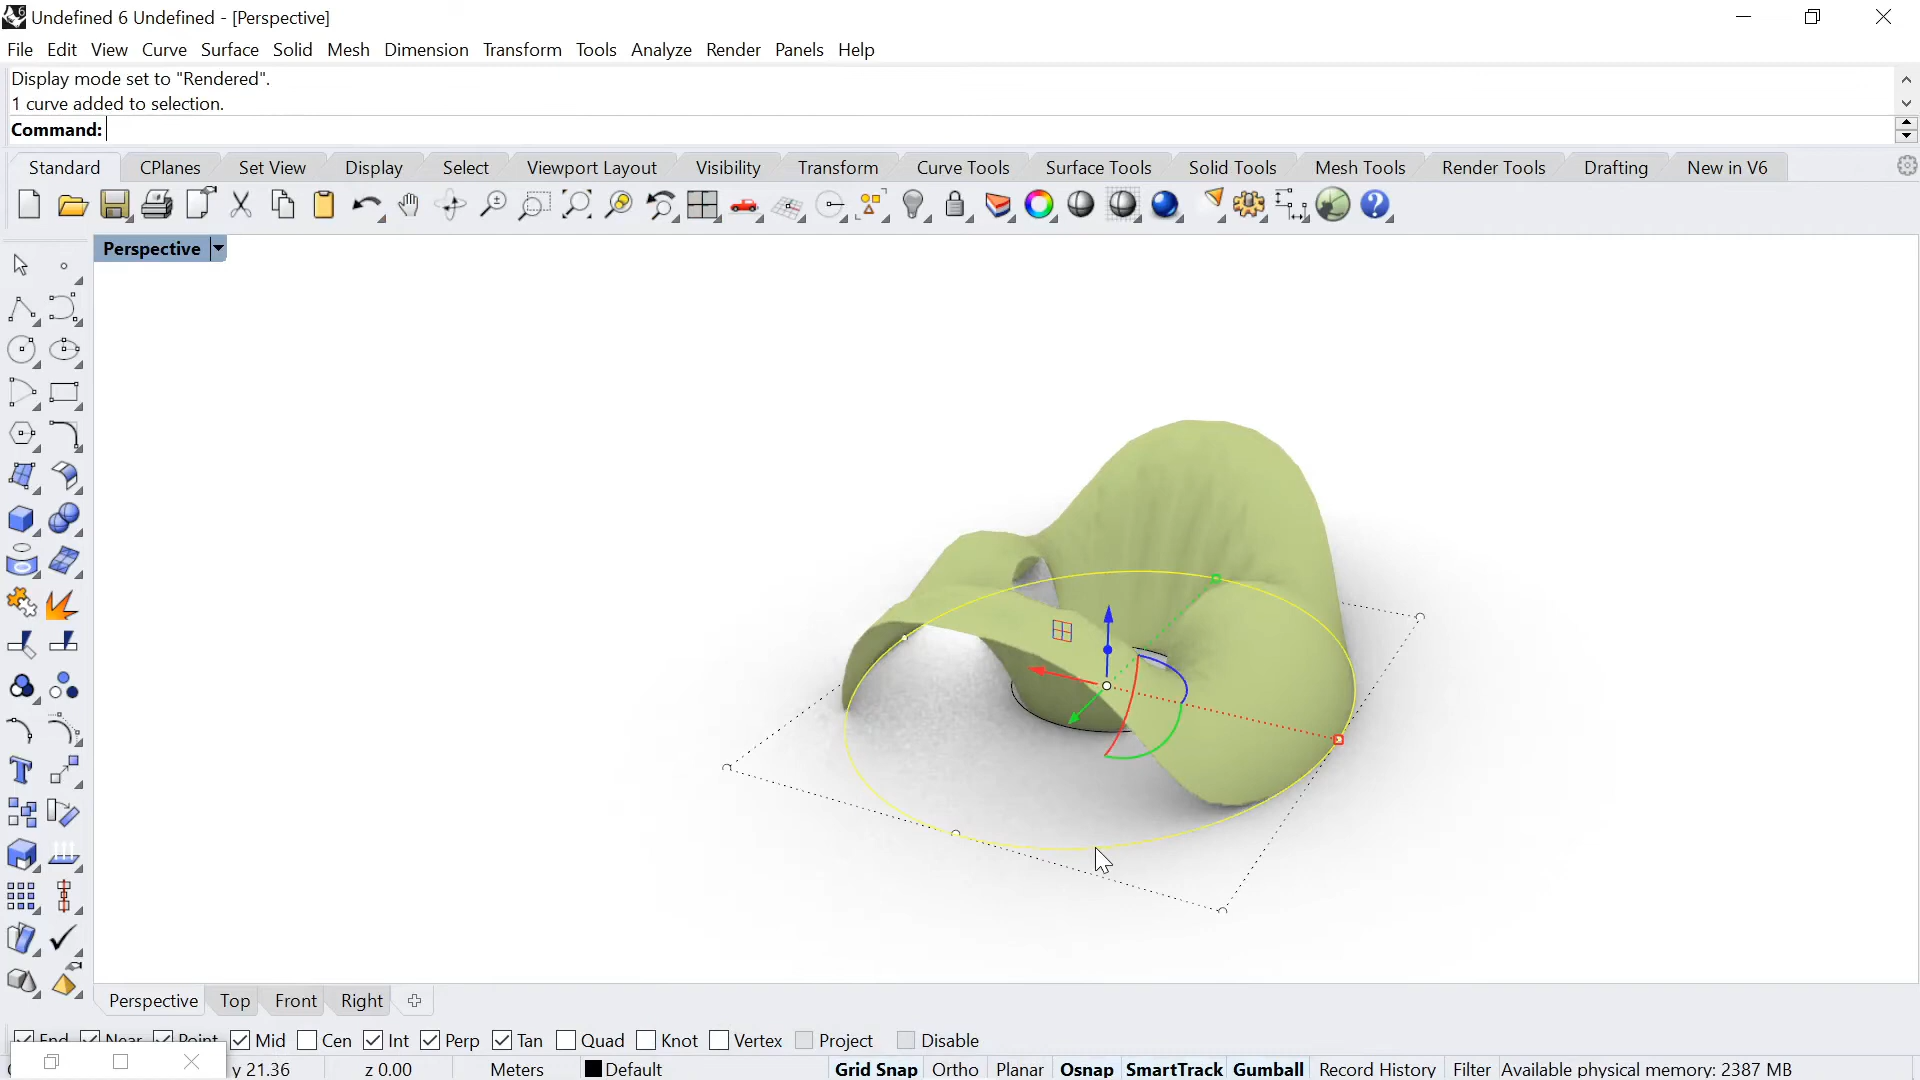 Undefined 6 Undefined - [Perspective]
File Edit View Curve Surface Solid Mesh Dimension Transform Tools Analyze Render Panels Help
Display mode set to "Rendered".
1 curve added to selection.
Command:
Standard CPlanes Set View Display Select Viewport Layout Visibility Transform Curve Tools Surface Tools Solid Tools Mesh Tools Render Tools Drafting New in V6
Perspective
Perspective Top Front Right
End Near Point Mid Cen Int Perp Tan Quad Knot Vertex Project Disable
y 21.36 z 0.00 Meters Default Grid Snap Ortho Planar Osnap SmartTrack Gumball Record History Filter Available physical memory: 2387 MB